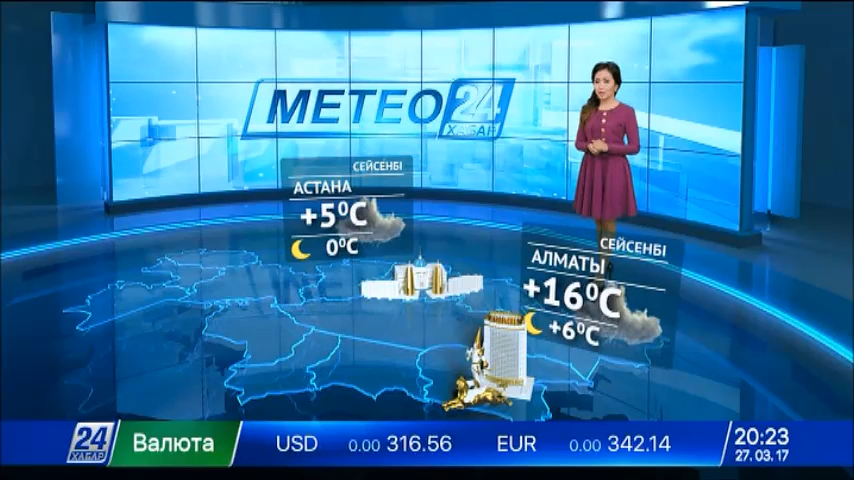 МЕТЕО 24
ХАБАР
СЕЙСЕНБІ
АСТАНА
+5°C
0°C
СЕЙСЕНБІ
АЛМАТЫ
+16°C
+6°C
24
ХАБАР
Валюта
USD 0.00 316.56 EUR 0.00 342.14
20:23
27. 03. 17